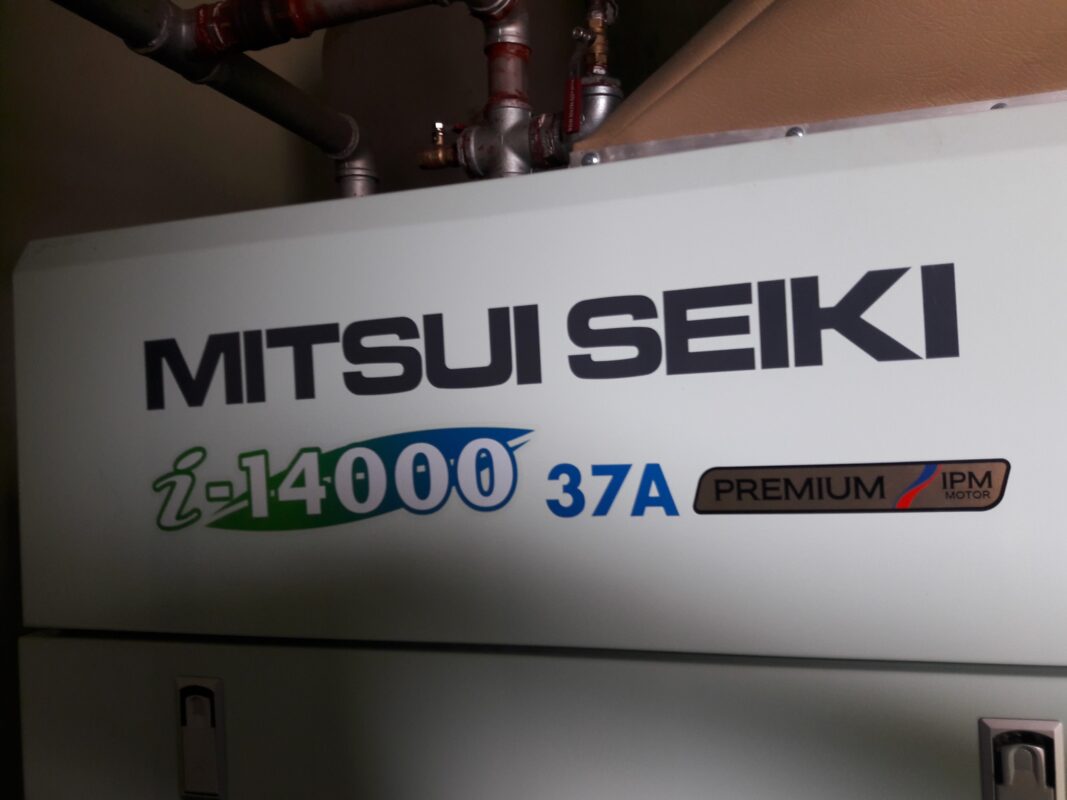 MITSUI SEIKI
i-14000 37A PREMIUM IPM
MOTOR